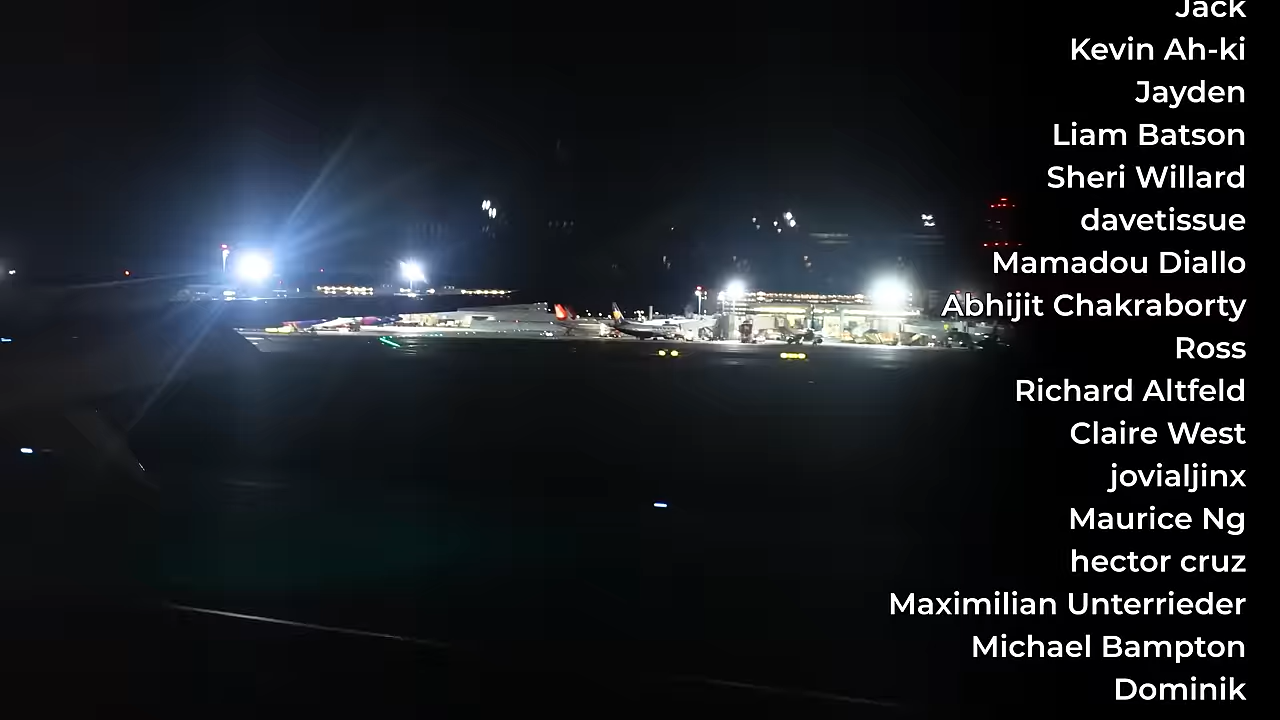 Jack
Kevin Ah-ki
Jayden
Liam Batson
Sheri Willard
davetissue
Mamadou Diallo
Abhijit Chakraborty
Ross
Richard Altfeld
Claire West
jovialjinx
Maurice Ng
hector cruz
Maximilian Unterrieder
Michael Bampton
Dominik